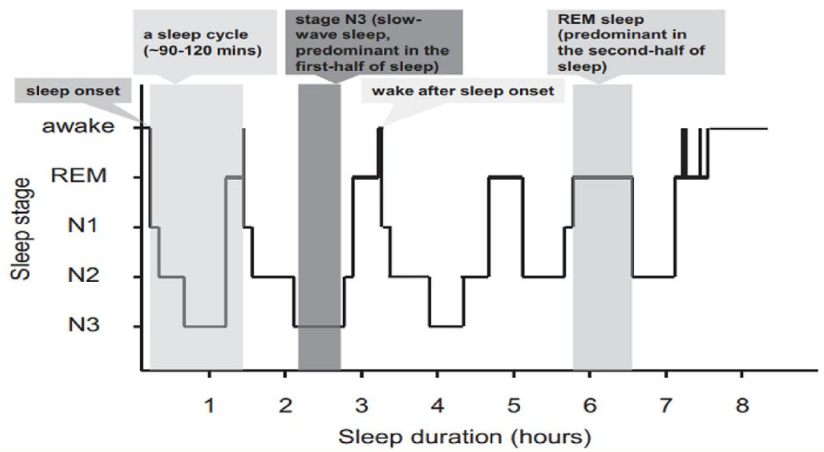 a sleep cycle
(~90-120 mins)
stage N3 (slow-
wave sleep,
predominant in the
first-half of sleep)
REM sleep
(predominant in
the second-half of
sleep)
sleep onset
wake after sleep onset
awake
REM
N1
N2
N3
Sleep stage
1 2 3 4 5 6 7 8
Sleep duration (hours)